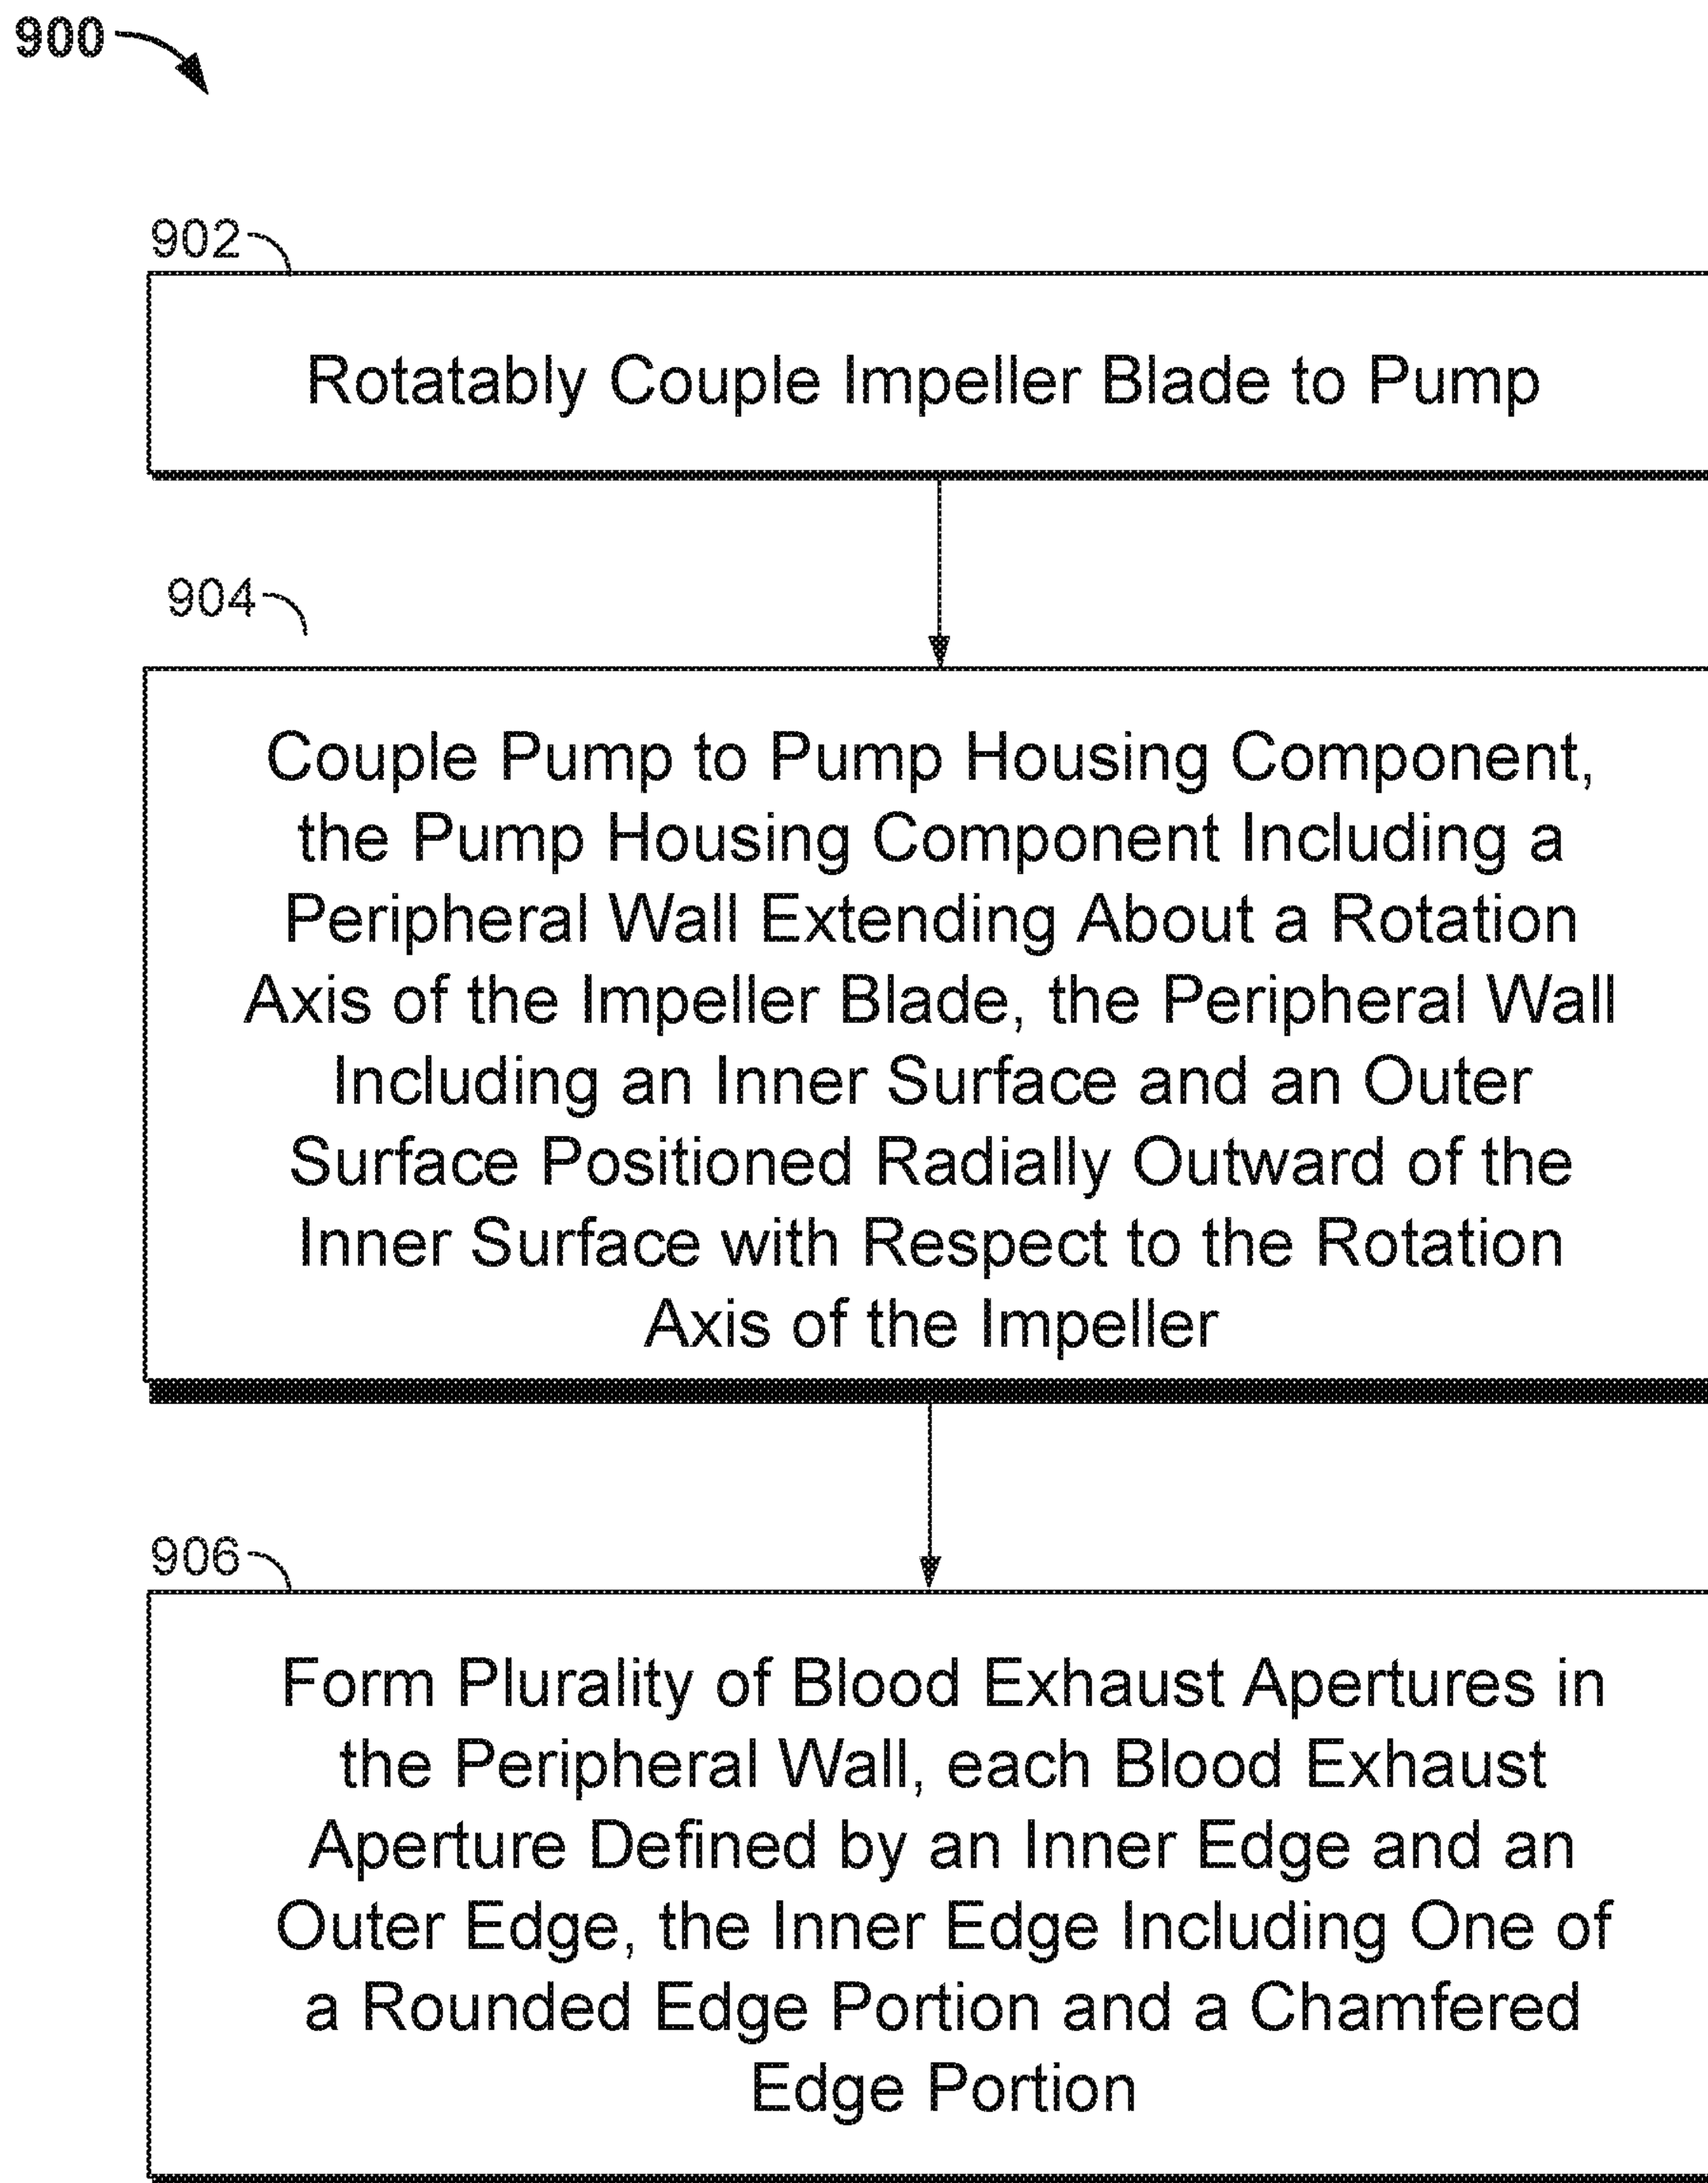 900
902
Rotatably Couple Impeller Blade to Pump
904
Couple Pump to Pump Housing Component,
the Pump Housing Component Including a
Peripheral Wall Extending About a Rotation
Axis of the Impeller Blade, the Peripheral Wall
Including an Inner Surface and an Outer
Surface Positioned Radially Outward of the
Inner Surface with Respect to the Rotation
Axis of the Impeller
906
Form Plurality of Blood Exhaust Apertures in
the Peripheral Wall, each Blood Exhaust
Aperture Defined by an Inner Edge and an
Outer Edge, the Inner Edge Including One of
a Rounded Edge Portion and a Chamfered
Edge Portion